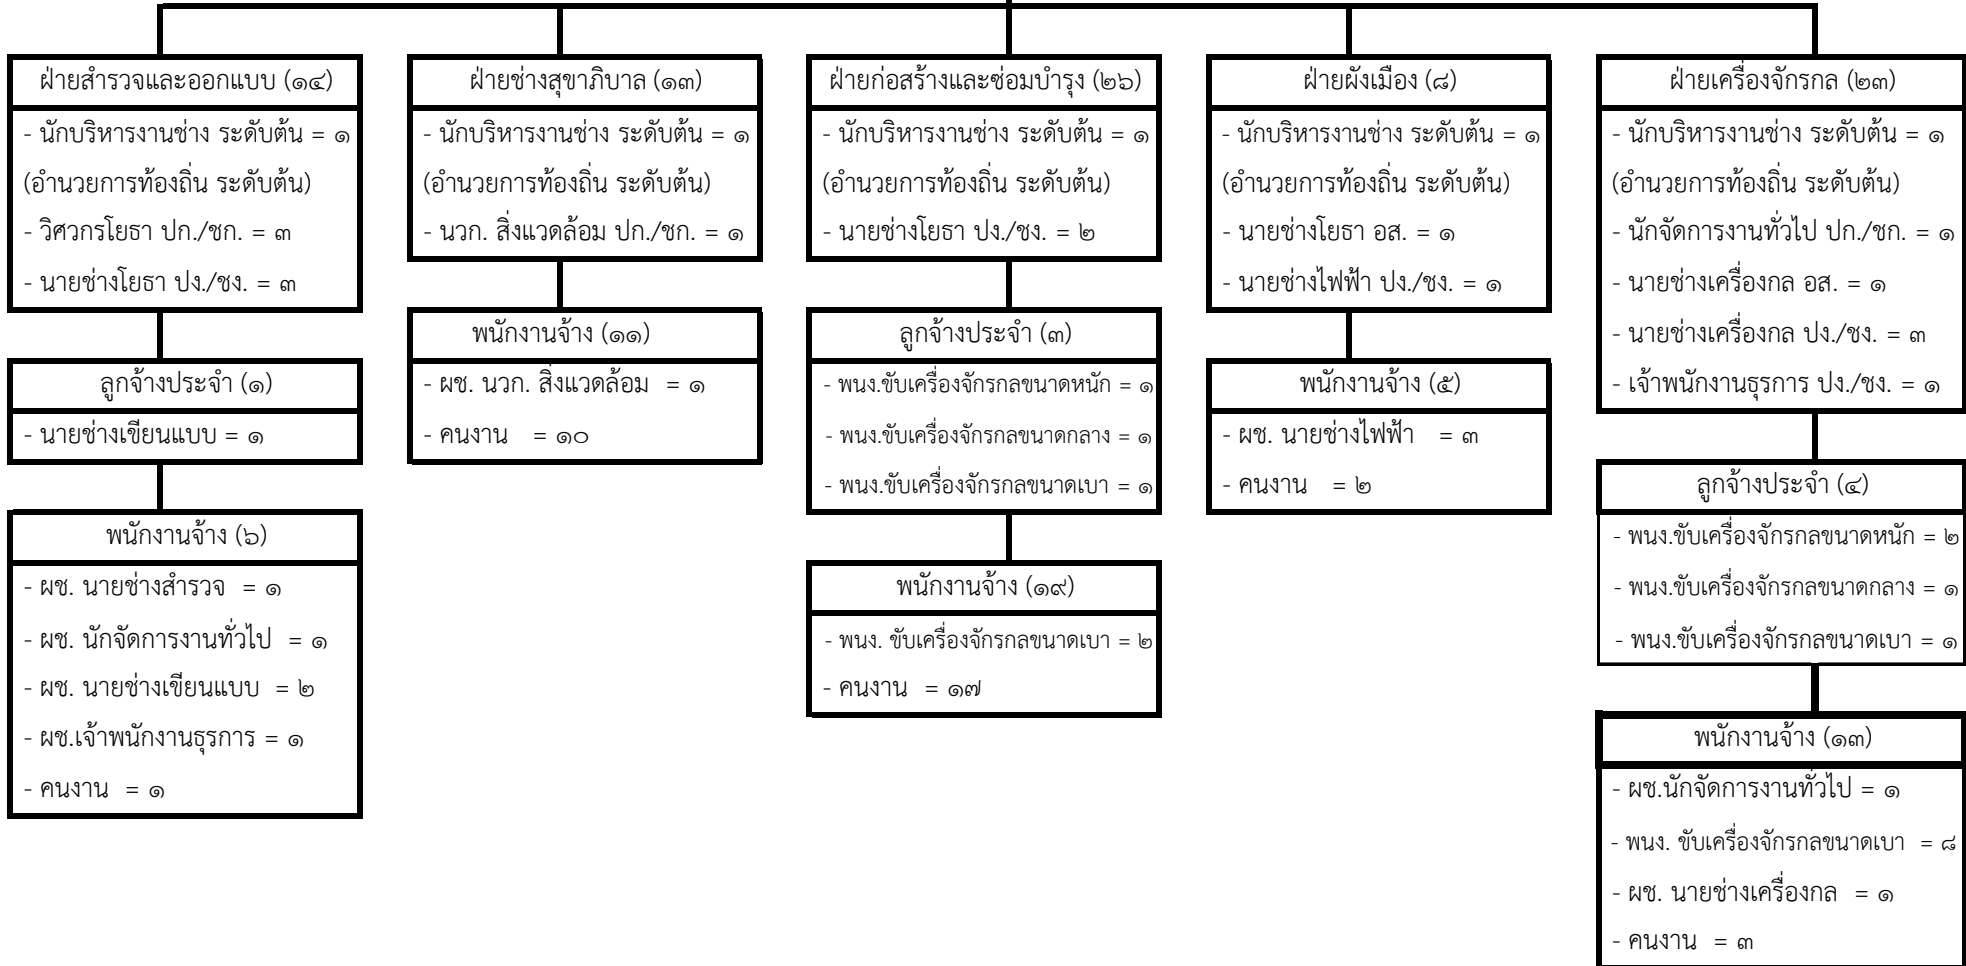 ฝ่ายสำรวจและออกแบบ (๑๔)
- นักบริหารงานช่าง ระดับต้น = ๑
(อำนวยการท้องถิ่น ระดับต้น)
- วิศวกรโยธา ปก./ชก. = ๓
- นายช่างโยธา ปง./ชง. = ๓
ลูกจ้างประจำ (๑)
- นายช่างเขียนแบบ = ๑
พนักงานจ้าง (๖)
- ผช. นายช่างสำรวจ = ๑
- ผช. นักจัดการงานทั่วไป = ๑
- ผช. นายช่างเขียนแบบ = ๒
- ผช.เจ้าพนักงานธุรการ = ๑
- คนงาน = ๑
ฝ่ายช่างสุขาภิบาล (๑๓)
- นักบริหารงานช่าง ระดับต้น = ๑
(อำนวยการท้องถิ่น ระดับต้น)
- นวก. สิ่งแวดล้อม ปก./ชก. = ๑
พนักงานจ้าง (๑๑)
- ผช. นวก. สิ่งแวดล้อม = ๑
- คนงาน = ๑๐
ฝ่ายก่อสร้างและซ่อมบำรุง (๒๖)
- นักบริหารงานช่าง ระดับต้น = ๑
(อำนวยการท้องถิ่น ระดับต้น)
- นายช่างโยธา ปง./ชง. = ๒
ลูกจ้างประจำ (๓)
- พนง.ขับเครื่องจักรกลขนาดหนัก = ๑
- พนง.ขับเครื่องจักรกลขนาดกลาง = ๑
- พนง.ขับเครื่องจักรกลขนาดเบา = ๑
พนักงานจ้าง (๑๙)
- พนง. ขับเครื่องจักรกลขนาดเบา = ๒
- คนงาน = ๑๗
ฝ่ายผังเมือง (๘)
- นักบริหารงานช่าง ระดับต้น = ๑
(อำนวยการท้องถิ่น ระดับต้น)
- นายช่างโยธา อส. = ๑
- นายช่างไฟฟ้า ปง./ชง. = ๑
พนักงานจ้าง (๕)
- ผช. นายช่างไฟฟ้า = ๓
- คนงาน = ๒
ฝ่ายเครื่องจักรกล (๒๓)
- นักบริหารงานช่าง ระดับต้น = ๑
(อำนวยการท้องถิ่น ระดับต้น)
- นักจัดการงานทั่วไป ปก./ชก. = ๑
- นายช่างเครื่องกล อส. = ๑
- นายช่างเครื่องกล ปง./ชง. = ๓
- เจ้าพนักงานธุรการ ปง./ชง. = ๑
ลูกจ้างประจำ (๔)
- พนง.ขับเครื่องจักรกลขนาดหนัก = ๒
- พนง.ขับเครื่องจักรกลขนาดกลาง = ๑
- พนง.ขับเครื่องจักรกลขนาดเบา = ๑
พนักงานจ้าง (๑๓)
- ผช.นักจัดการงานทั่วไป = ๑
- พนง. ขับเครื่องจักรกลขนาดเบา = ๘
- ผช. นายช่างเครื่องกล = ๑
- คนงาน = ๓